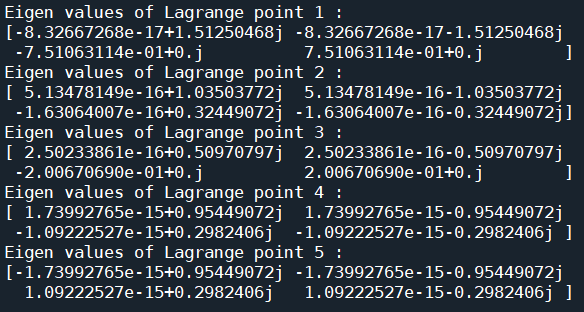 Eigen values of Lagrange point 1 :
[-8.32667268e-17+1.51250468j -8.32667268e-17-1.51250468j
-7.51063114e-01+0.j 7.51063114e-01+0.j ]
Eigen values of Lagrange point 2 :
[ 5.13478149e-16+1.03503772j 5.13478149e-16-1.03503772j
-1.63064007e-16+0.32449072j -1.63064007e-16-0.32449072j]
Eigen values of Lagrange point 3 :
[ 2.50233861e-16+0.50970797j 2.50233861e-16-0.50970797j
-2.00670690e-01+0.j 2.00670690e-01+0.j ]
Eigen values of Lagrange point 4 :
[ 1.73992765e-15+0.95449072j 1.73992765e-15-0.95449072j
-1.09222527e-15+0.2982406j -1.09222527e-15-0.2982406j ]
Eigen values of Lagrange point 5 :
[-1.73992765e-15+0.95449072j -1.73992765e-15-0.95449072j
1.09222527e-15+0.2982406j 1.09222527e-15-0.2982406j ]